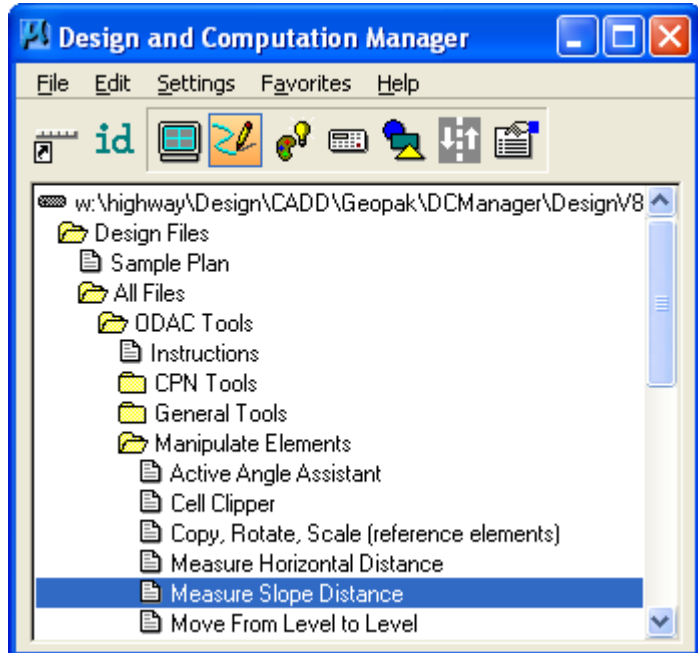 Design and Computation Manager
File Edit Settings Favorites Help
id
w:\highway\Design\CADD\Geopak\DCManager\DesignV8
Design Files
Sample Plan
All Files
ODAC Tools
Instructions
CPN Tools
General Tools
Manipulate Elements
Active Angle Assistant
Cell Clipper
Copy, Rotate, Scale (reference elements)
Measure Horizontal Distance
Measure Slope Distance
Move From Level to Level